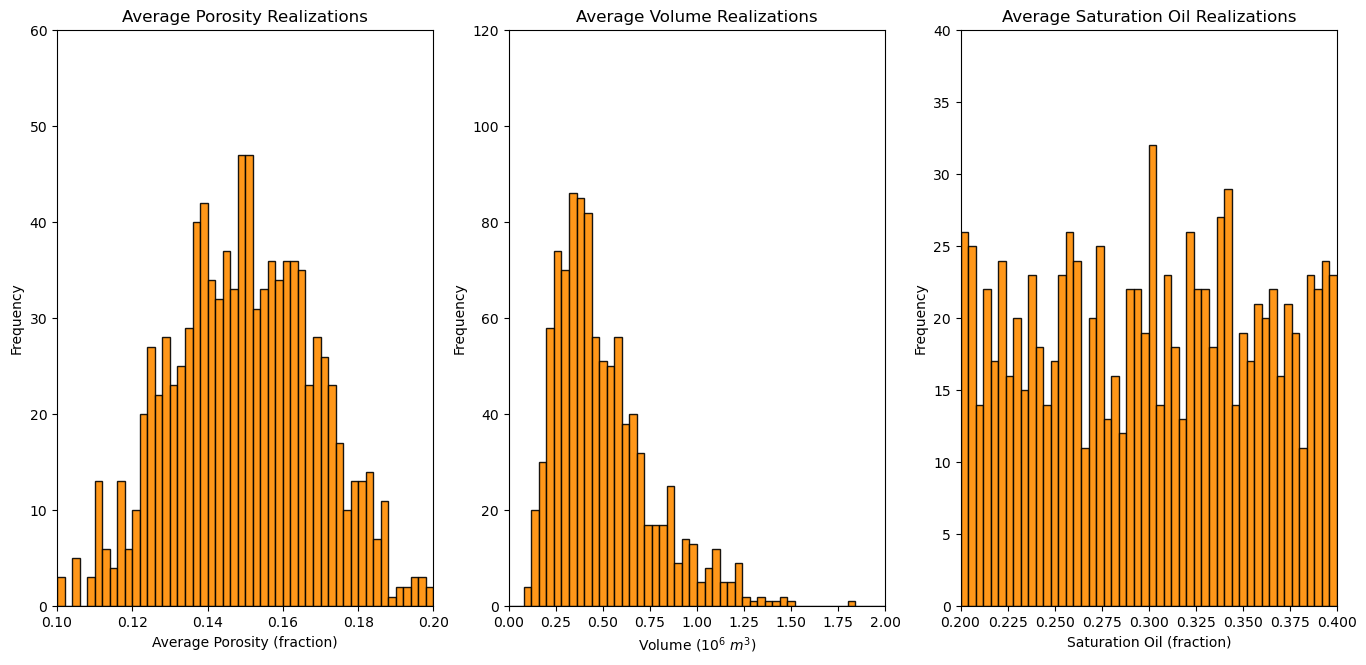 Average Porosity Realizations
60
50
40
30
20
10
0
Frequency
0.10 0.12 0.14 0.16 0.18 0.20
Average Porosity (fraction)
Average Volume Realizations
120
100
80
60
40
20
0
Frequency
0.00 0.25 0.50 0.75 1.00 1.25 1.50 1.75 2.00
Volume (10⁶ m³)
Average Saturation Oil Realizations
40
35
30
25
20
15
10
5
0
Frequency
0.200 0.225 0.250 0.275 0.300 0.325 0.350 0.375 0.400
Saturation Oil (fraction)